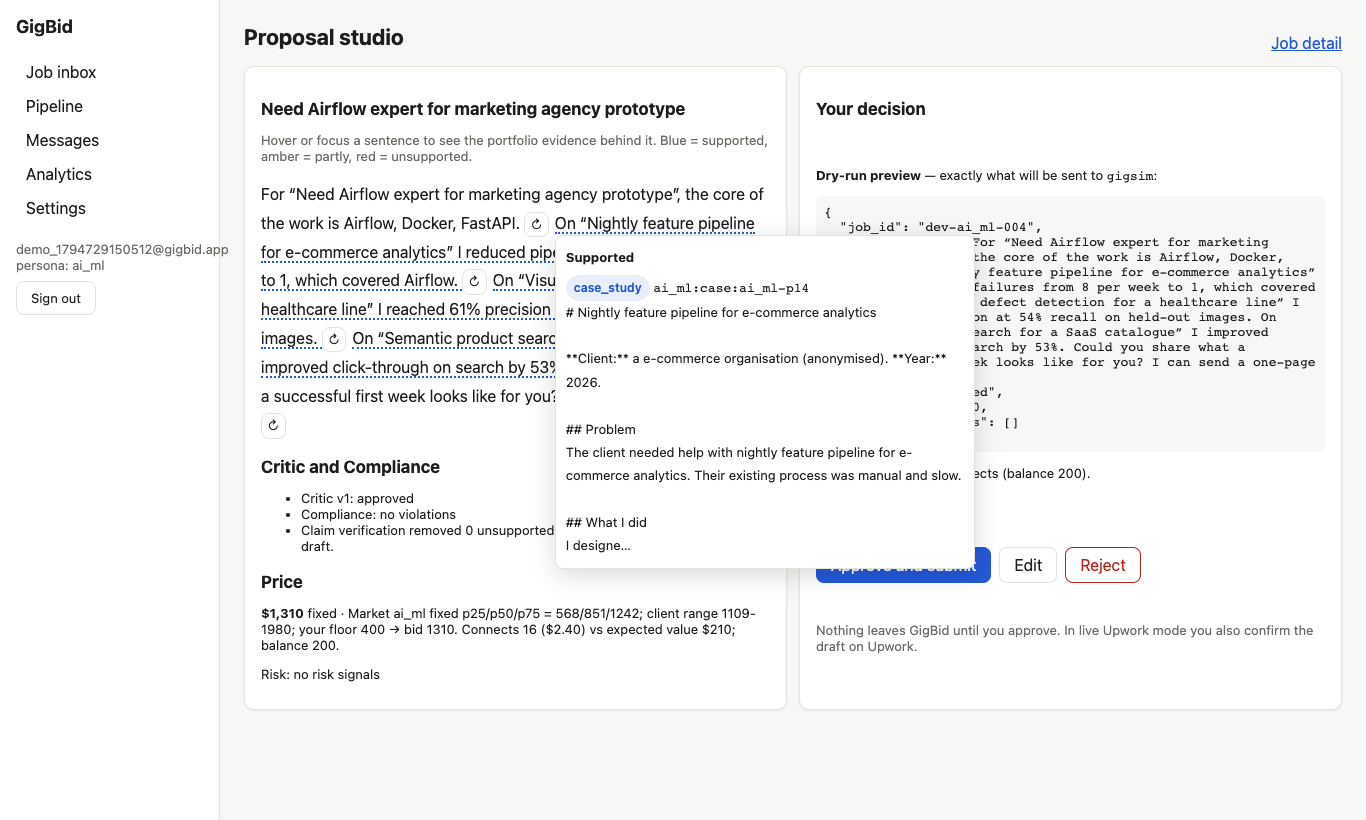 GigBid
Job inbox
Pipeline
Messages
Analytics
Settings
demo_1794729150512@gigbid.app
persona: ai_ml
Sign out
Proposal studio
Job detail
Need Airflow expert for marketing agency prototype
Hover or focus a sentence to see the portfolio evidence behind it. Blue = supported,
amber = partly, red = unsupported.
For “Need Airflow expert for marketing agency prototype”, the core of
the work is Airflow, Docker, FastAPI. ↻ On “Nightly feature pipeline
for e-commerce analytics” I reduced
to 1, which covered Airflow. ↻ On
healthcare line” I reached 61% precision
images. ↻ On “Semantic product
improved click-through on search by 53%
a successful first week looks like for you?
↻
Supported
case_study ai_ml:case:ai_ml-p14
# Nightly feature pipeline for e-commerce analytics
**Client:** a e-commerce organisation (anonymised). **Year:**
2026.
## Problem
The client needed help with nightly feature pipeline for e-
commerce analytics. Their existing process was manual and slow.
## What I did
I designe…
Critic and Compliance
• Critic v1: approved
• Compliance: no violations
• Claim verification removed 0 unsupported
draft.
Price
$1,310 fixed · Market ai_ml fixed p25/p50/p75 = 568/851/1242; client range 1109-
1980; your floor 400 → bid 1310. Connects 16 ($2.40) vs expected value $210;
balance 200.
Risk: no risk signals
Your decision
Dry-run preview — exactly what will be sent to gigsim:
{
"job_id": "dev-ai_ml-004",
For “Need Airflow expert for marketing
the core of the work is Airflow, Docker,
feature pipeline for e-commerce analytics”
failures from 8 per week to 1, which covered
defect detection for a healthcare line” I
on at 54% recall on held-out images. On
for a SaaS catalogue” I improved
by 53%. Could you share what a
looks like for you? I can send a one-page
": []
(balance 200).
Edit
Reject
Nothing leaves GigBid until you approve. In live Upwork mode you also confirm the
draft on Upwork.